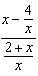 x − 4/x
2 + x
x